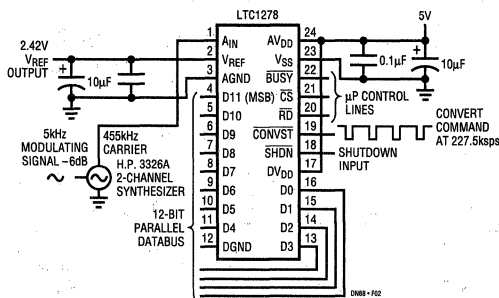 LTC1278
2.42V
VREF
OUTPUT
10µF
5kHz
MODULATING
SIGNAL –6dB
455kHz
CARRIER
H.P. 3326A
2-CHANNEL
SYNTHESIZER
12-BIT
PARALLEL
DATABUS
1 AIN
2 VREF
3 AGND
4 D11 (MSB)
5 D10
6 D9
7 D8
8 D7
9 D6
10 D5
11 D4
12 DGND
AVDD 24
VSS 23
BUSY 22
CS 21
RD 20
CONVST 19
SHDN 18
DVDD 17
D0 16
D1 15
D2 14
D3 13
5V
0.1µF
10µF
µP CONTROL
LINES
CONVERT
COMMAND
AT 227.5ksps
SHUTDOWN
INPUT
DN88 • F02